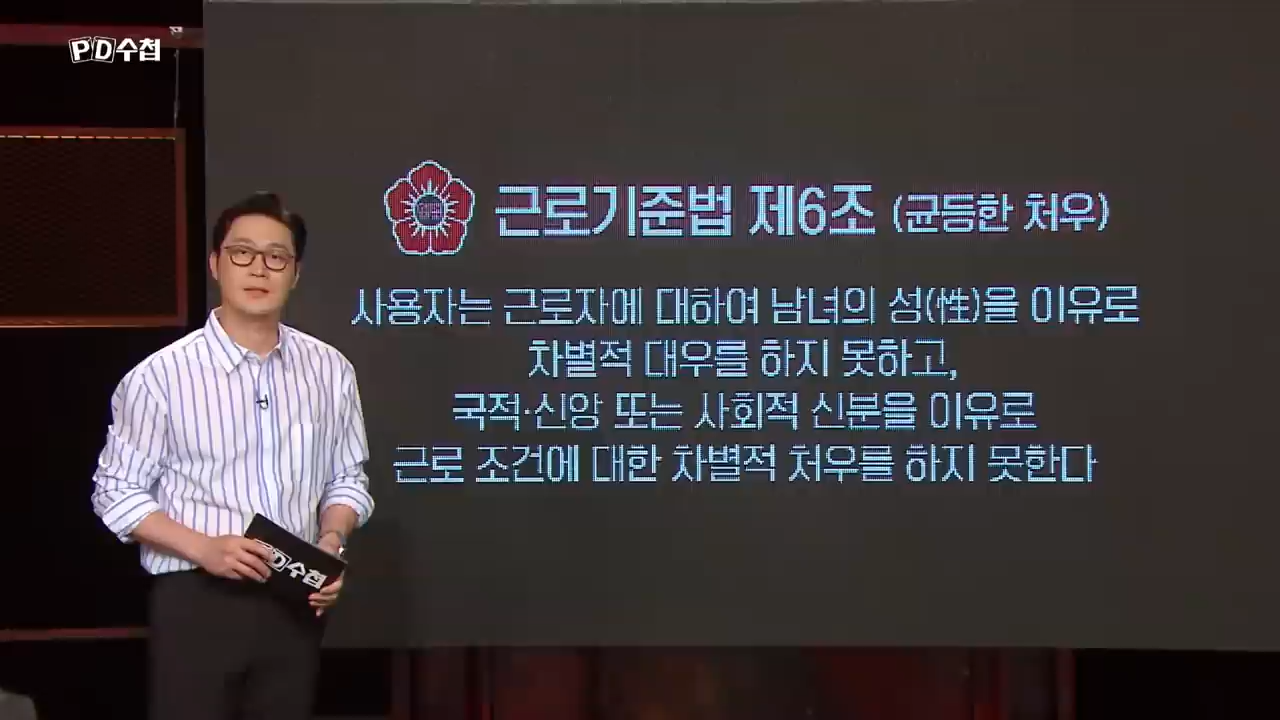 PD수첩
근로기준법 제6조 (균등한 처우)
사용자는 근로자에 대하여 남녀의 성(性)을 이유로
차별적 대우를 하지 못하고,
국적·신앙 또는 사회적 신분을 이유로
근로 조건에 대한 차별적 처우를 하지 못한다
PD수첩